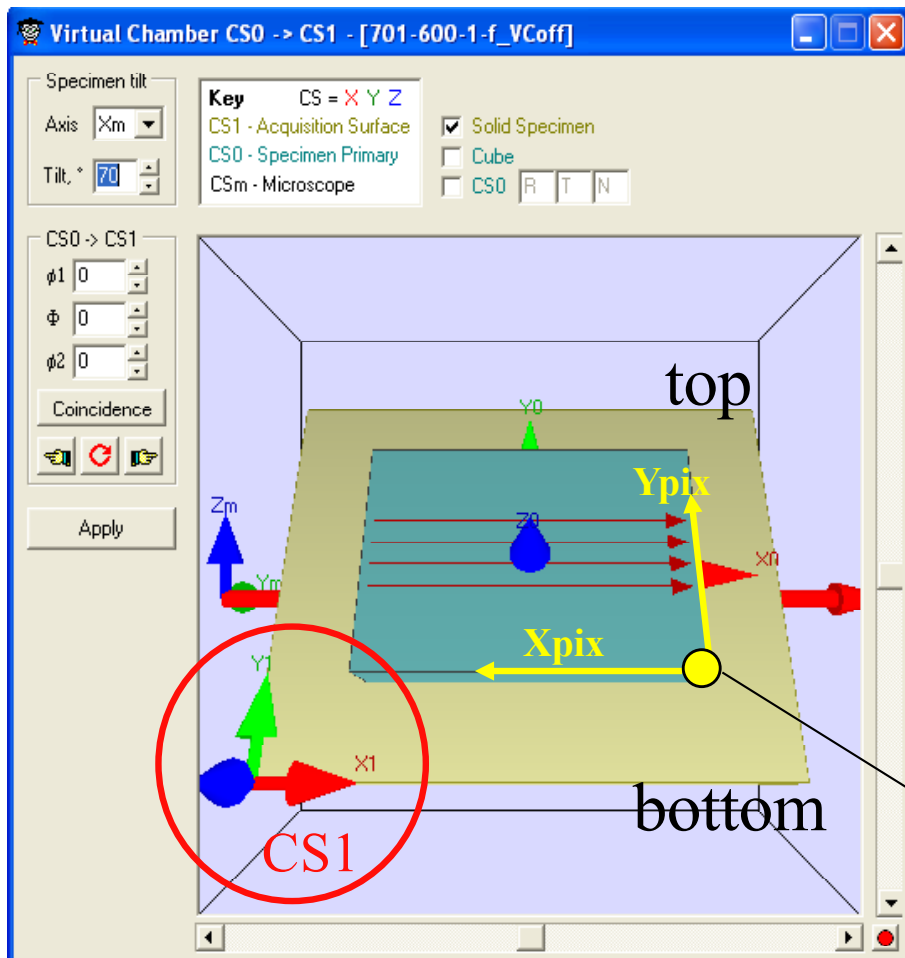 Virtual Chamber CS0 -> CS1 - [701-600-1-f_VCoff]
Specimen tilt
Axis Xm
Tilt, ° 70
Key CS = X Y Z
CS1 - Acquisition Surface
CS0 - Specimen Primary
CSm - Microscope
Solid Specimen
Cube
CS0 R T N
CS0 -> CS1
φ1 0
Φ 0
φ2 0
Coincidence
Apply
top
Y0
Ypix
Z0
Zm
Ym
X0
Xpix
Y1
X1
CS1
bottom